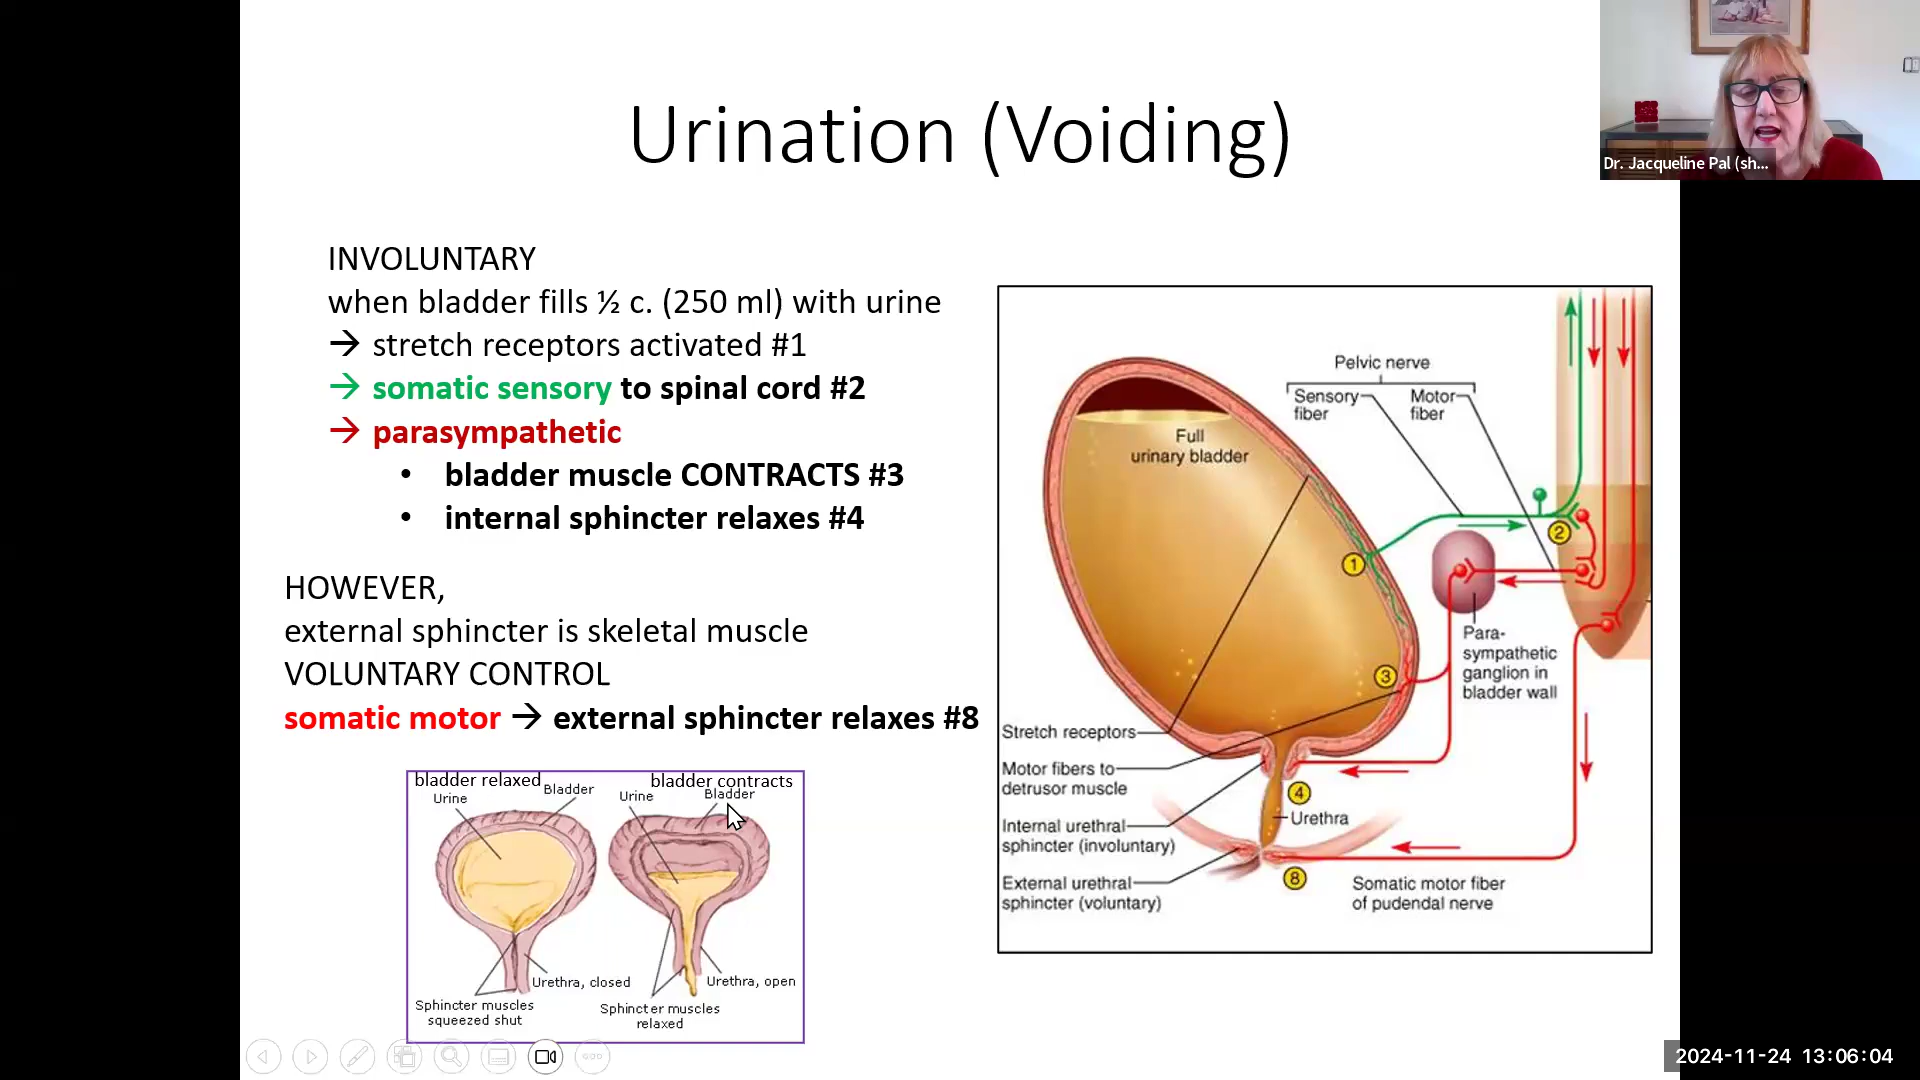 Urination (Voiding)
Dr. Jacqueline Pal (sh...
INVOLUNTARY
when bladder fills ½ c. (250 ml) with urine
→ stretch receptors activated #1
→ somatic sensory to spinal cord #2
→ parasympathetic
• bladder muscle CONTRACTS #3
• internal sphincter relaxes #4
HOWEVER,
external sphincter is skeletal muscle
VOLUNTARY CONTROL
somatic motor → external sphincter relaxes #8
bladder relaxed
bladder contracts
Urine
Bladder
Urine
Bladder
Urethra, closed
Urethra, open
Sphincter muscles
squeezed shut
Sphincter muscles
relaxed
Pelvic nerve
Sensory
fiber
Motor
fiber
Full
urinary bladder
1
2
3
Para-
sympathetic
ganglion in
bladder wall
Stretch receptors
Motor fibers to
detrusor muscle
4
Urethra
Internal urethral
sphincter (involuntary)
External urethral
sphincter (voluntary)
8
Somatic motor fiber
of pudendal nerve
2024-11-24 13:06:04